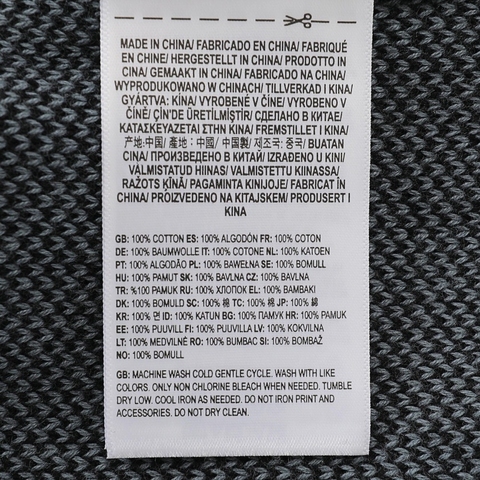 MADE IN CHINA/ FABRICADO EN CHINA/ FABRIQUÉ
EN CHINE/ HERGESTELLT IN CHINA/ PRODOTTO IN
CINA/ GEMAAKT IN CHINA/ FABRICADO NA CHINA/
WYPRODUKOWANO W CHINACH/ TILLVERKAD I KINA/
GYÁRTVA: KÍNA/ VYROBENÉ V ČÍNE/ VYROBENO V
ČÍNĚ/ ÇİN'DE ÜRETİLMİŞTİR/ СДЕЛАНО В КИТАЕ/
ΚΑΤΑΣΚΕΥΑΖΕΤΑΙ ΣΤΗΝ ΚΙΝΑ/ FREMSTILLET I KINA/
产地:中国/ 產地：中國/ 中国製/ 제조국: 중국/ BUATAN
CINA/ ПРОИЗВЕДЕНО В КИТАЙ/ IZRAĐENO U KINI/
VALMISTATUD HIINAS/ VALMISTETTU KIINASSA/
RAŽOTS ĶĪNĀ/ PAGAMINTA KINIJOJE/ FABRICAT ÎN
CHINA/ PROIZVEDENO NA KITAJSKEM/ PRODUSERT I
KINA
GB: 100% COTTON ES: 100% ALGODÓN FR: 100% COTON
DE: 100% BAUMWOLLE IT: 100% COTONE NL: 100% KATOEN
PT: 100% ALGODÃO PL: 100% BAWEŁNA SE: 100% BOMULL
HU: 100% PAMUT SK: 100% BAVLNA CZ: 100% BAVLNA
TR: %100 PAMUK RU: 100% ХЛОПОК EL: 100% ΒΑΜΒΑΚΙ
DK: 100% BOMULD SC: 100% 棉 TC: 100% 棉 JP: 100% 綿
KR: 100% 면 ID: 100% KATUN BG: 100% ПАМУК HR: 100% PAMUK
EE: 100% PUUVILL FI: 100% PUUVILLA LV: 100% KOKVILNA
LT: 100% MEDVILNĖ RO: 100% BUMBAC SI: 100% BOMBAŽ
NO: 100% BOMULL
GB: MACHINE WASH COLD GENTLE CYCLE. WASH WITH LIKE
COLORS. ONLY NON CHLORINE BLEACH WHEN NEEDED. TUMBLE
DRY LOW. COOL IRON AS NEEDED. DO NOT IRON PRINT AND
ACCESSORIES. DO NOT DRY CLEAN.